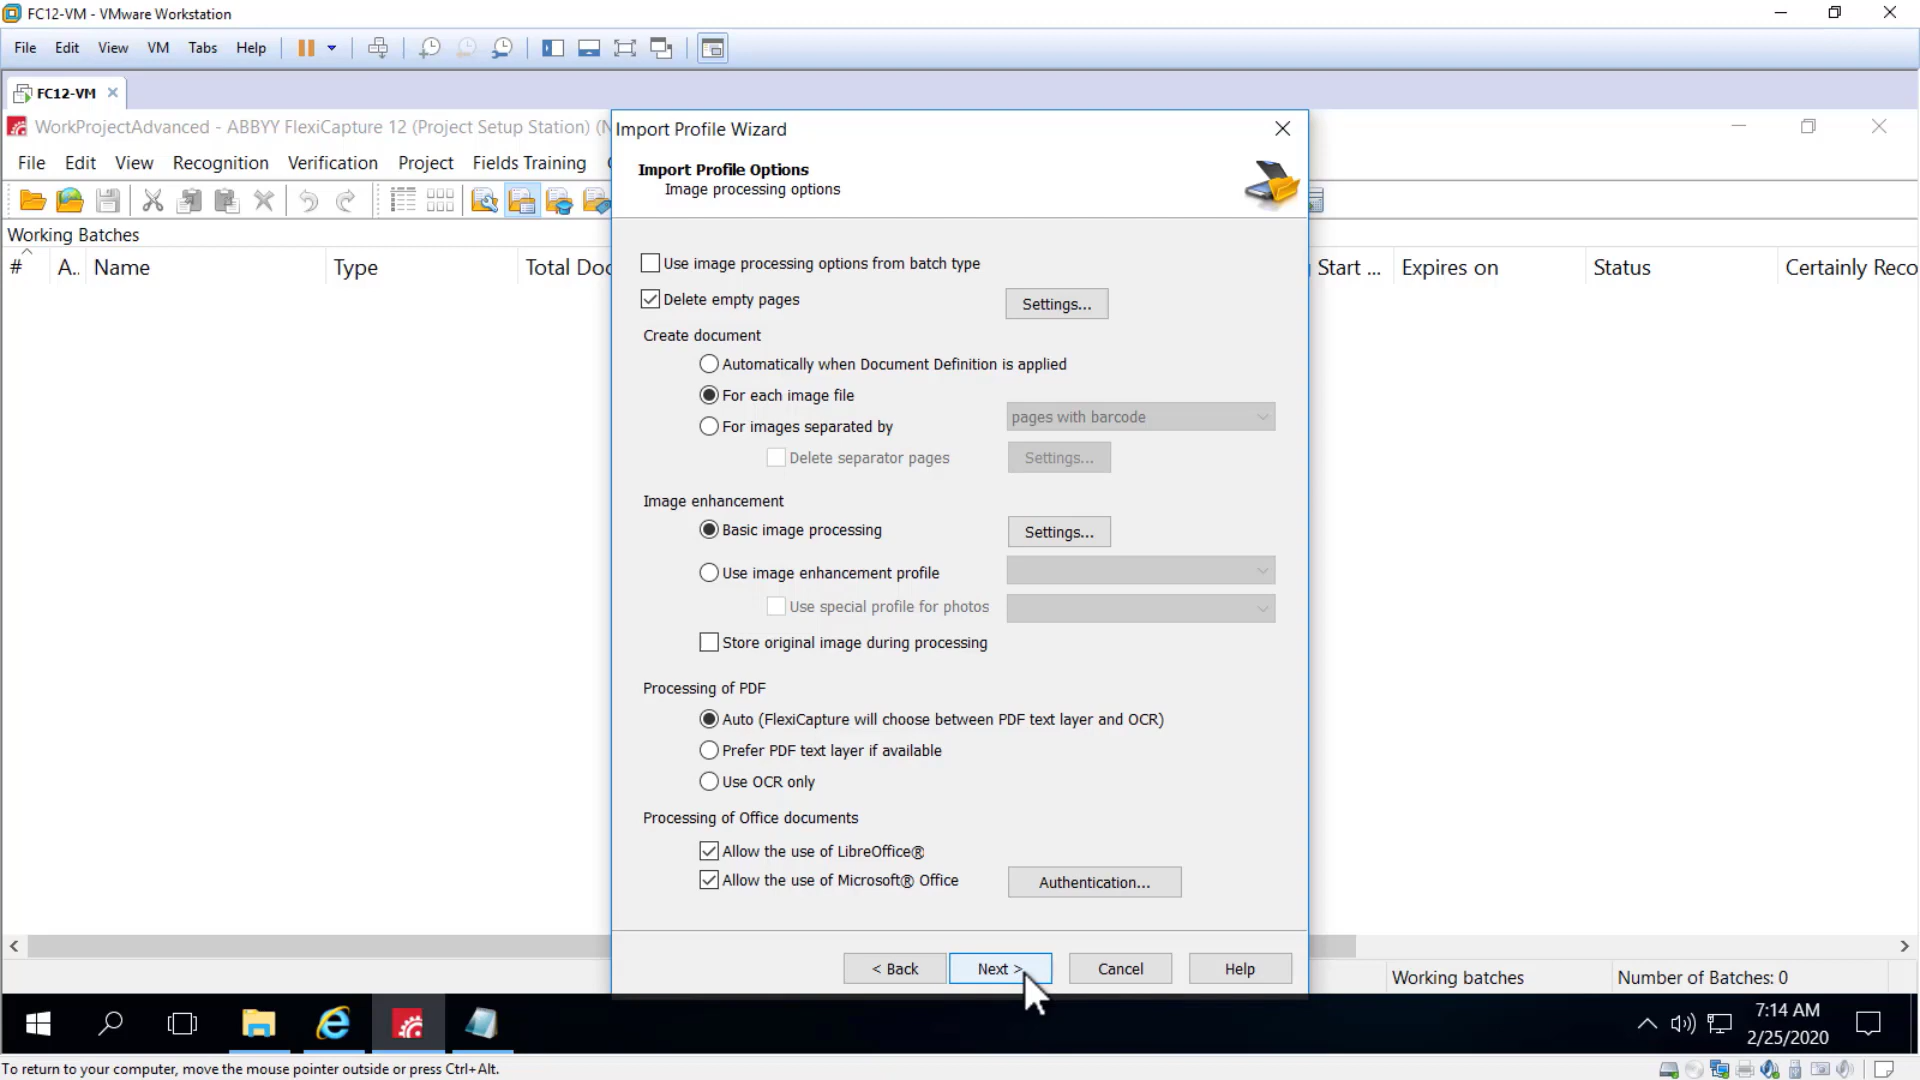 FC12-VM - VMware Workstation
File Edit View VM Tabs Help
FC12-VM
WorkProjectAdvanced - ABBYY FlexiCapture 12 (Project Setup Station) (N
File Edit View Recognition Verification Project Fields Training
Working Batches
# A.. Name Type Total Doc Start ... Expires on Status Certainly Reco
Import Profile Wizard
Import Profile Options
Image processing options
Use image processing options from batch type
Delete empty pages Settings...
Create document
Automatically when Document Definition is applied
For each image file
For images separated by pages with barcode
Delete separator pages Settings...
Image enhancement
Basic image processing Settings...
Use image enhancement profile
Use special profile for photos
Store original image during processing
Processing of PDF
Auto (FlexiCapture will choose between PDF text layer and OCR)
Prefer PDF text layer if available
Use OCR only
Processing of Office documents
Allow the use of LibreOffice®
Allow the use of Microsoft® Office Authentication...
< Back Next > Cancel Help
Working batches Number of Batches: 0
7:14 AM
2/25/2020
To return to your computer, move the mouse pointer outside or press Ctrl+Alt.